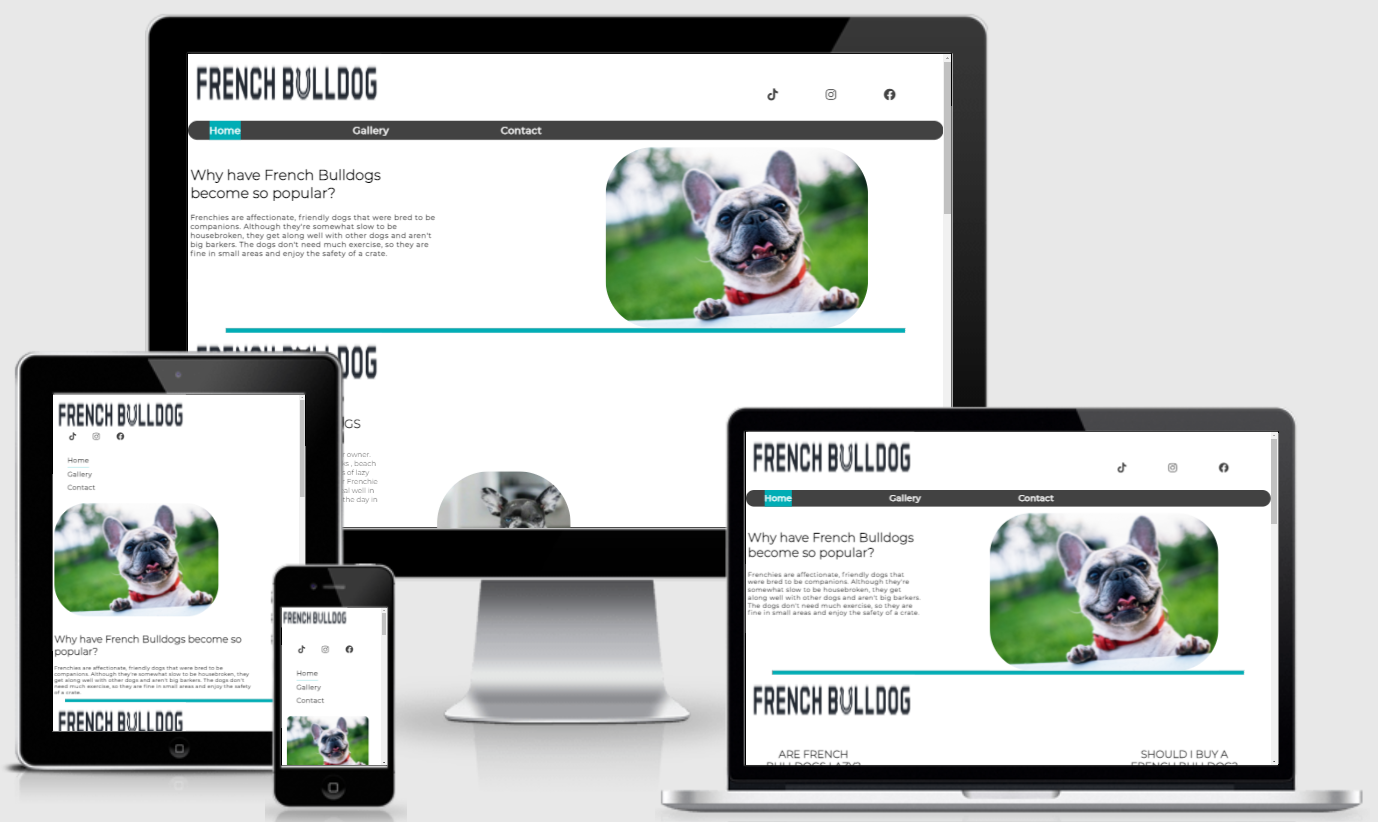 FRENCH BULLDOG
Home Gallery Contact
Why have French Bulldogs
become so popular?
Frenchies are affectionate, friendly dogs that were bred to be
companions. Although they're somewhat slow to be
housebroken, they get along well with other dogs and aren't
big barkers. The dogs don't need much exercise, so they are
fine in small areas and enjoy the safety of a crate.
FRENCH BULLDOG
owner.
, beach
of lazy
Frenchie
well in
the day in
FRENCH BULLDOG
Home
Gallery
Contact
Why have French Bulldogs become so
popular?
Frenchies are affectionate, friendly dogs that were bred to be
companions. Although they're somewhat slow to be housebroken, they
get along well with other dogs and aren't big barkers. The dogs don't
need much exercise, so they are fine in small areas and enjoy the safety
of a crate.
FRENCH BULLDOG
FRENCH BULLDOG
Home
Gallery
Contact
FRENCH BULLDOG
Home Gallery Contact
Why have French Bulldogs
become so popular?
Frenchies are affectionate, friendly dogs that
were bred to be companions. Although they're
somewhat slow to be housebroken, they get
along well with other dogs and aren't big barkers.
The dogs don't need much exercise, so they are
fine in small areas and enjoy the safety of a crate.
FRENCH BULLDOG
ARE FRENCH
BULLDOGS LAZY?
SHOULD I BUY A
FRENCH BULLDOG?